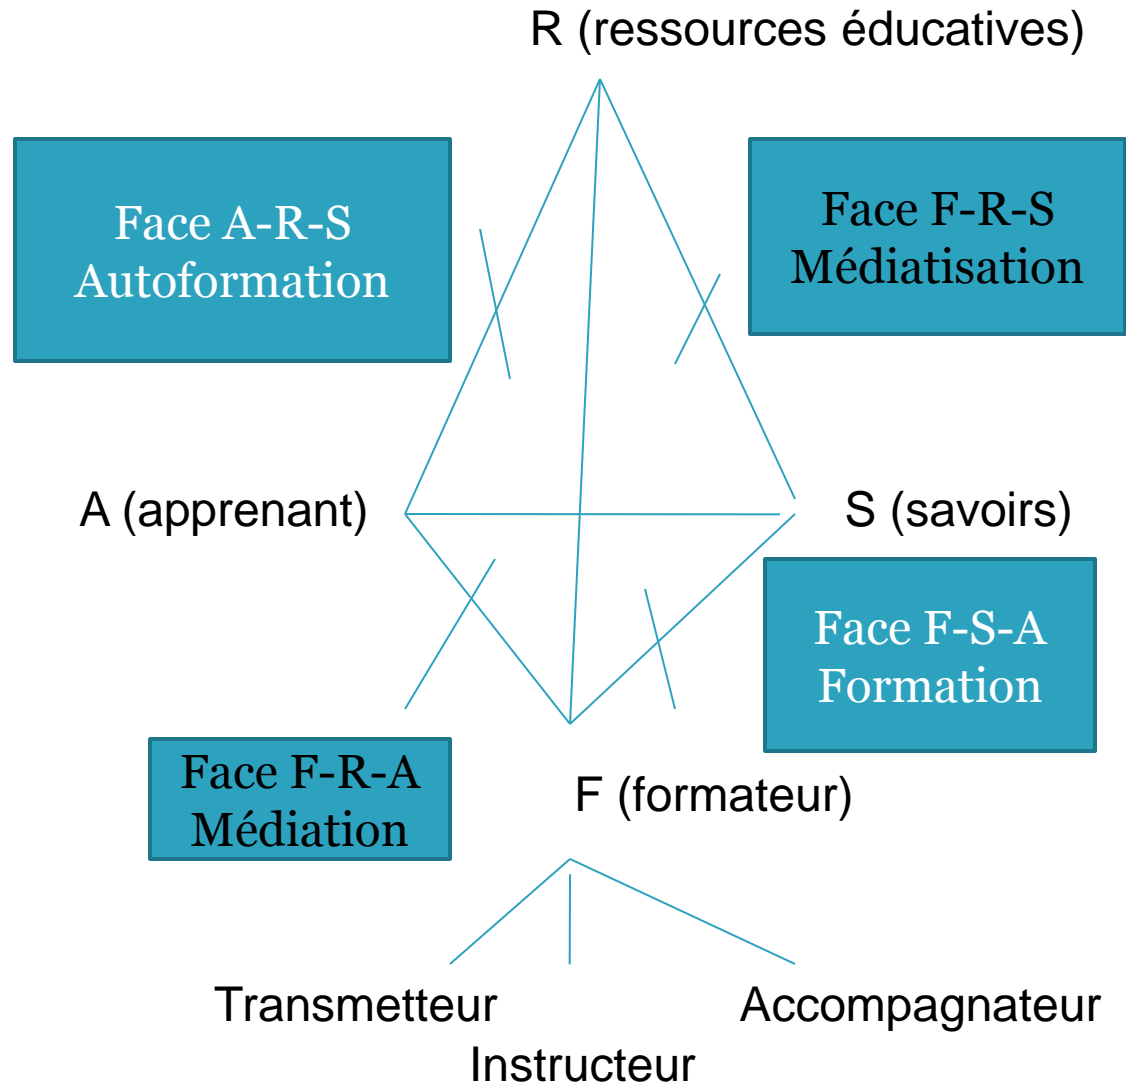 R (ressources éducatives)
Face A-R-S
Autoformation
Face F-R-S
Médiatisation
A (apprenant)
S (savoirs)
Face F-S-A
Formation
Face F-R-A
Médiation
F (formateur)
Transmetteur
Accompagnateur
Instructeur